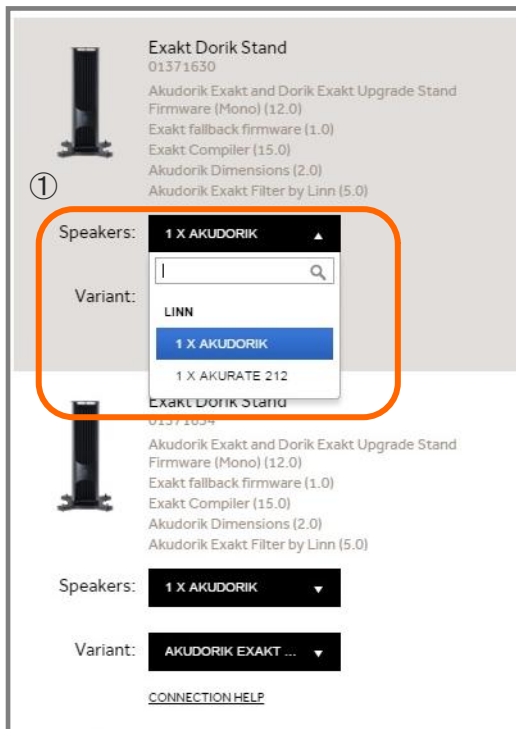 Exakt Dorik Stand
01371630
Akudorik Exakt and Dorik Exakt Upgrade Stand
Firmware (Mono) (12.0)
Exakt fallback firmware (1.0)
Exakt Compiler (15.0)
Akudorik Dimensions (2.0)
Akudorik Exakt Filter by Linn (5.0)
①
Speakers: 1 X AKUDORIK
Variant:
LINN
1 X AKUDORIK
1 X AKURATE 212
Exakt Dorik Stand
01371634
Akudorik Exakt and Dorik Exakt Upgrade Stand
Firmware (Mono) (12.0)
Exakt fallback firmware (1.0)
Exakt Compiler (15.0)
Akudorik Dimensions (2.0)
Akudorik Exakt Filter by Linn (5.0)
Speakers: 1 X AKUDORIK
Variant: AKUDORIK EXAKT ...
CONNECTION HELP